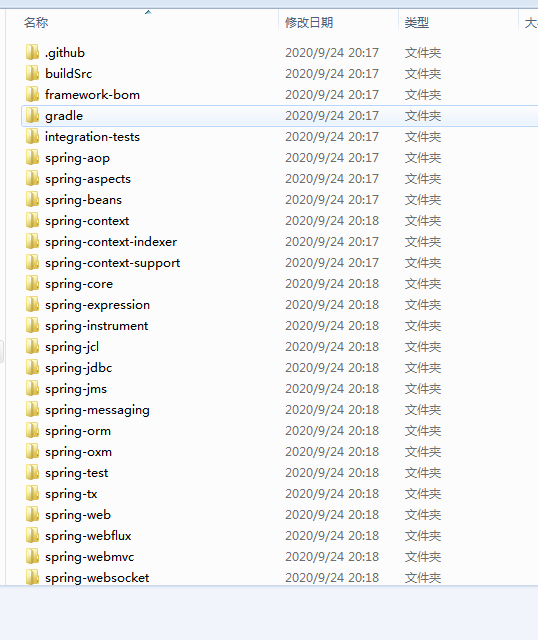 名称 修改日期 类型 大
.github 2020/9/24 20:17 文件夹
buildSrc 2020/9/24 20:17 文件夹
framework-bom 2020/9/24 20:17 文件夹
gradle 2020/9/24 20:17 文件夹
integration-tests 2020/9/24 20:17 文件夹
spring-aop 2020/9/24 20:17 文件夹
spring-aspects 2020/9/24 20:17 文件夹
spring-beans 2020/9/24 20:17 文件夹
spring-context 2020/9/24 20:18 文件夹
spring-context-indexer 2020/9/24 20:17 文件夹
spring-context-support 2020/9/24 20:17 文件夹
spring-core 2020/9/24 20:18 文件夹
spring-expression 2020/9/24 20:18 文件夹
spring-instrument 2020/9/24 20:18 文件夹
spring-jcl 2020/9/24 20:18 文件夹
spring-jdbc 2020/9/24 20:18 文件夹
spring-jms 2020/9/24 20:18 文件夹
spring-messaging 2020/9/24 20:18 文件夹
spring-orm 2020/9/24 20:18 文件夹
spring-oxm 2020/9/24 20:18 文件夹
spring-test 2020/9/24 20:18 文件夹
spring-tx 2020/9/24 20:18 文件夹
spring-web 2020/9/24 20:18 文件夹
spring-webflux 2020/9/24 20:18 文件夹
spring-webmvc 2020/9/24 20:18 文件夹
spring-websocket 2020/9/24 20:18 文件夹